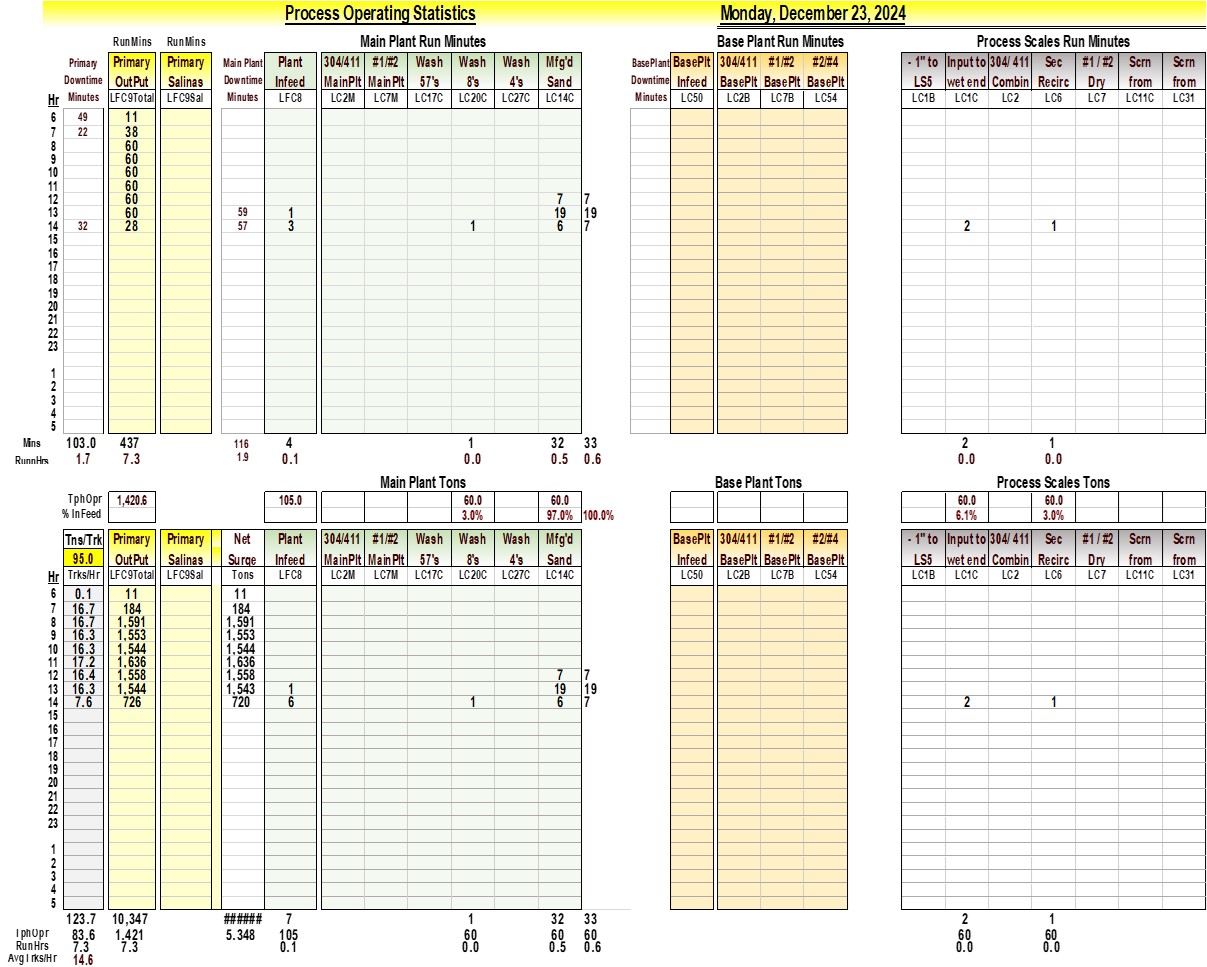 Process Operating Statistics Monday, December 23, 2024
RunMins RunMins Main Plant Run Minutes Base Plant Run Minutes Process Scales Run Minutes
Primary Primary Primary Main Plant Plant 304/411 #1/#2 Wash Wash Wash Mfg'd BasePlant BasePlt 304/411 #1/#2 #2/#4 - 1" to Input to 304/ 411 Sec #1 / #2 Scrn Scrn
Downtime OutPut Salinas Downtime Infeed MainPlt MainPlt 57's 8's 4's Sand Downtime Infeed BasePlt BasePlt BasePlt LS5 wet end Combin Recirc Dry from from
Hr Minutes LFC9Total LFC9Sal Minutes LFC8 LC2M LC7M LC17C LC20C LC27C LC14C Minutes LC50 LC2B LC7B LC54 LC1B LC1C LC2 LC6 LC7 LC11C LC31
6 49 11
7 22 38
8 60
9 60
10 60
11 60
12 60 7 7
13 60 59 1 19 19
14 32 28 57 3 1 6 7 2 1
15
16
17
18
19
20
21
22
23
1
2
3
4
5
Mins 103.0 437 116 4 1 32 33 2 1
RunnHrs 1.7 7.3 1.9 0.1 0.0 0.5 0.6 0.0 0.0
Main Plant Tons Base Plant Tons Process Scales Tons
TphOpr 1,420.6 105.0 60.0 60.0 60.0 60.0
% InFeed 3.0% 97.0% 100.0% 6.1% 3.0%
Tns/Trk Primary Primary Net Plant 304/411 #1/#2 Wash Wash Wash Mfg'd BasePlt 304/411 #1/#2 #2/#4 - 1" to Input to 304/ 411 Sec #1 / #2 Scrn Scrn
95.0 OutPut Salinas Surge Infeed MainPlt MainPlt 57's 8's 4's Sand Infeed BasePlt BasePlt BasePlt LS5 wet end Combin Recirc Dry from from
Hr Trks/Hr LFC9Total LFC9Sal Tons LFC8 LC2M LC7M LC17C LC20C LC27C LC14C LC50 LC2B LC7B LC54 LC1B LC1C LC2 LC6 LC7 LC11C LC31
6 0.1 11 11
7 16.7 184 184
8 16.7 1,591 1,591
9 16.3 1,553 1,553
10 16.3 1,544 1,544
11 17.2 1,636 1,636
12 16.4 1,558 1,558 7 7
13 16.3 1,544 1,543 1 19 19
14 7.6 726 720 6 1 6 7 2 1
15
16
17
18
19
20
21
22
23
1
2
3
4
5
123.7 10,347 ###### 7 1 32 33 2 1
TphOpr 83.6 1,421 5.348 105 60 60 60 60 60
RunHrs 7.3 7.3 0.1 0.0 0.5 0.6 0.0 0.0
AvgTrks/Hr 14.6